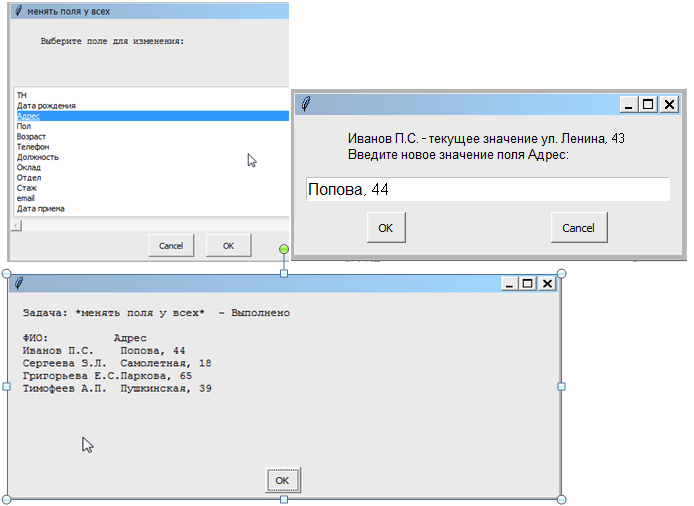 менять поля у всех
Выберите поле для изменения:
ТН
Дата рождения
Адрес
Пол
Возраст
Телефон
Должность
Оклад
Отдел
Стаж
email
Дата приема
Cancel OK
Иванов П.С. - текущее значение ул. Ленина, 43
Введите новое значение поля Адрес:
Попова, 44
OK Cancel
Задача: *менять поля у всех* - Выполнено
ФИО: Адрес
Иванов П.С. Попова, 44
Сергеева Э.Л. Самолетная, 18
Григорьева Е.С.Паркова, 65
Тимофеев А.П. Пушкинская, 39
OK